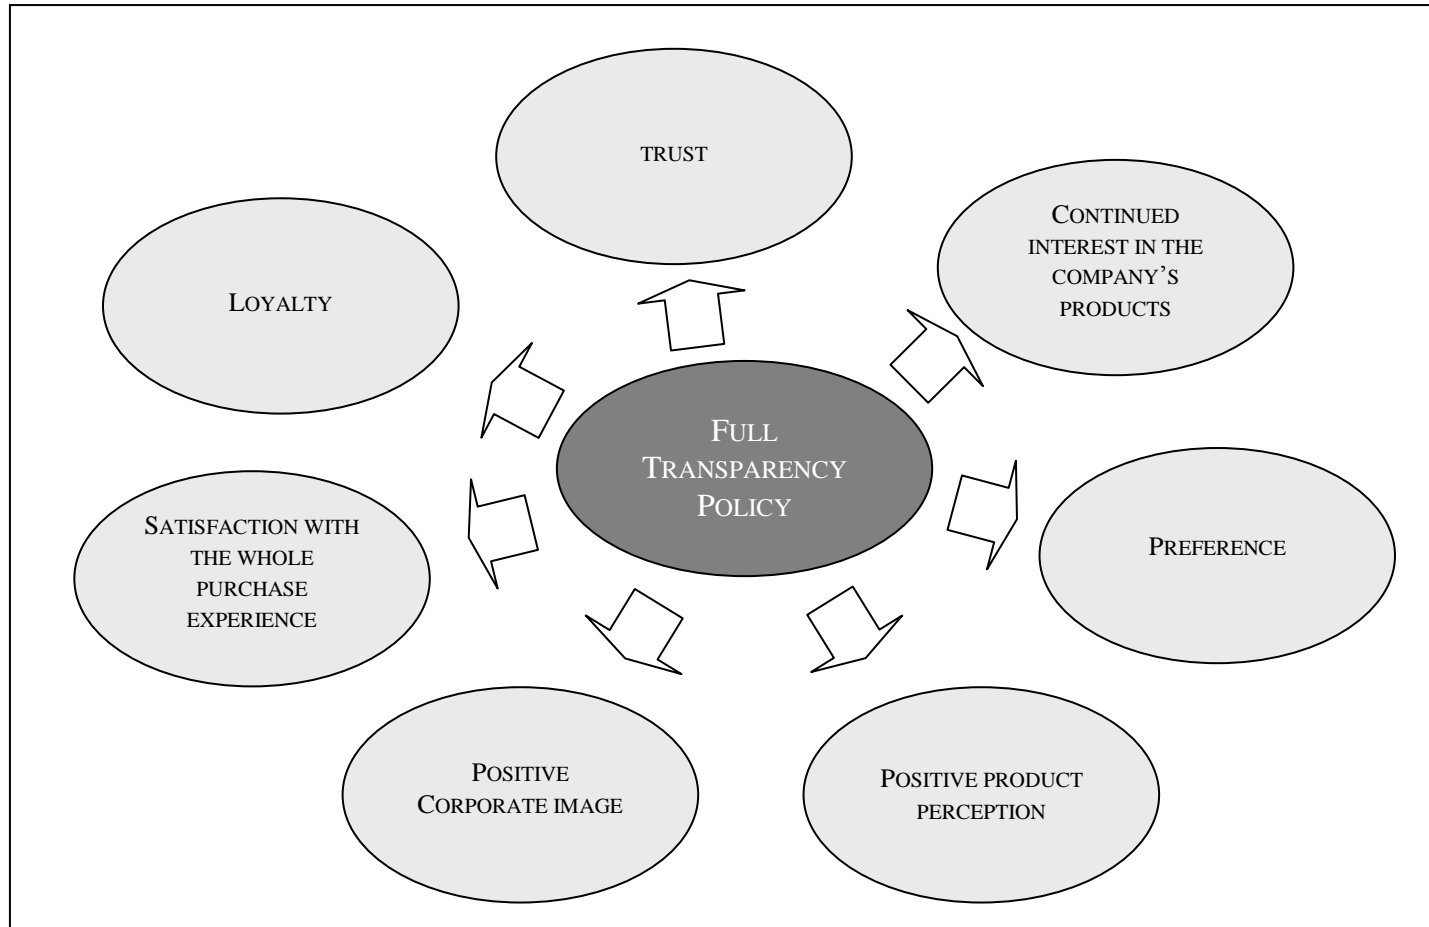 TRUST
CONTINUED
INTEREST IN THE
COMPANY'S
PRODUCTS
LOYALTY
FULL
TRANSPARENCY
POLICY
SATISFACTION WITH
THE WHOLE
PURCHASE
EXPERIENCE
PREFERENCE
POSITIVE
CORPORATE IMAGE
POSITIVE PRODUCT
PERCEPTION